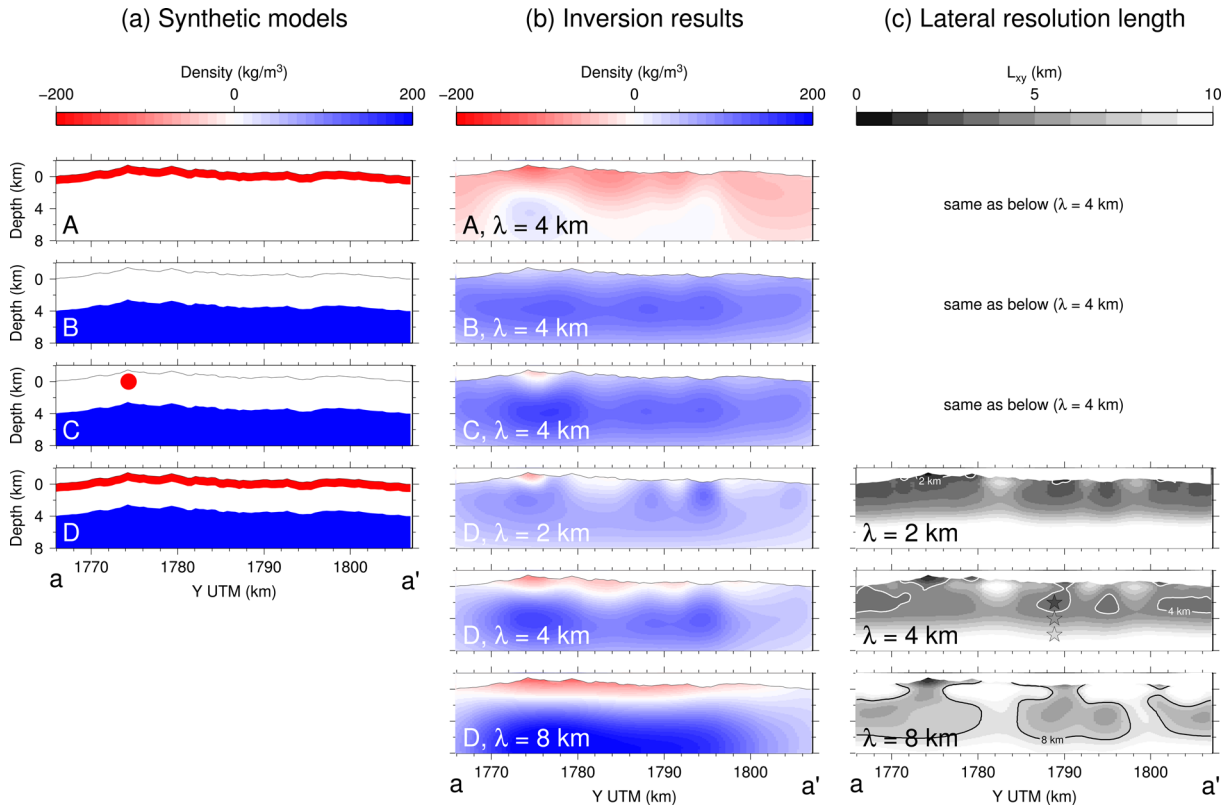 (a) Synthetic models
(b) Inversion results
(c) Lateral resolution length
Density (kg/m³)
−200 0 200
Density (kg/m³)
−200 0 200
Lxy (km)
0 5 10
Depth (km)
0
4
8
A
A, λ = 4 km
same as below (λ = 4 km)
Depth (km)
0
4
8
B
B, λ = 4 km
same as below (λ = 4 km)
Depth (km)
0
4
8
C
C, λ = 4 km
same as below (λ = 4 km)
Depth (km)
0
4
8
D
1770 1780 1790 1800
a a'
Y UTM (km)
D, λ = 2 km
2 km
λ = 2 km
D, λ = 4 km
4 km
λ = 4 km
D, λ = 8 km
8 km
λ = 8 km
1770 1780 1790 1800
a a'
Y UTM (km)
1770 1780 1790 1800
a a'
Y UTM (km)